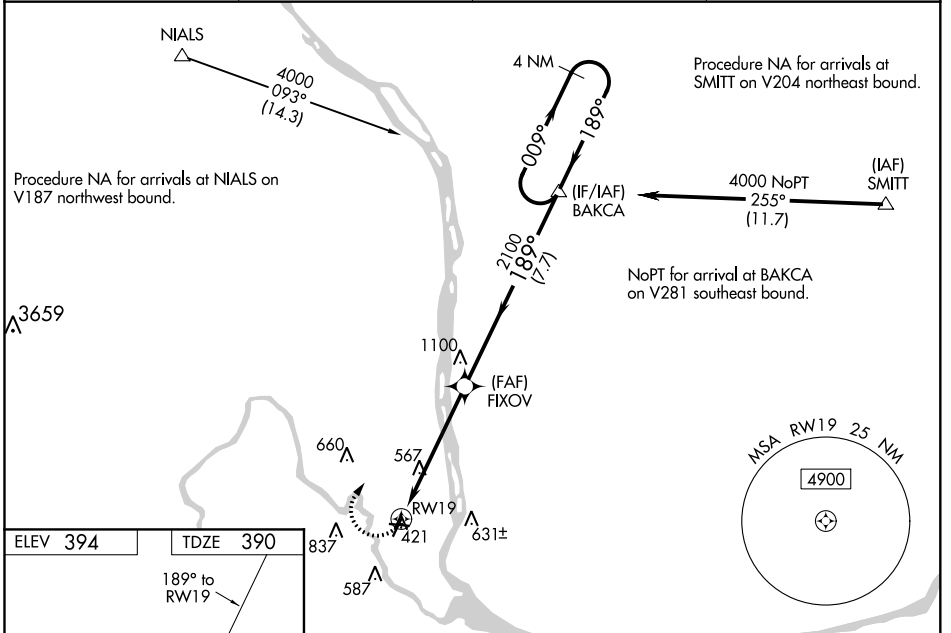 NIALS
4000
093°
(14.3)
4 NM
009°
189°
Procedure NA for arrivals at
SMITT on V204 northeast bound.
Procedure NA for arrivals at NIALS on
V187 northwest bound.
(IF/IAF)
BAKCA
4000 NoPT
255°
(11.7)
(IAF)
SMITT
2100
189°
(7.7)
NoPT for arrival at BAKCA
on V281 southeast bound.
3659
1100
(FAF)
FIXOV
660
567
RW19
421
631±
837
587
MSA RW19 25 NM
4900
ELEV 394
TDZE 390
189° to
RW19